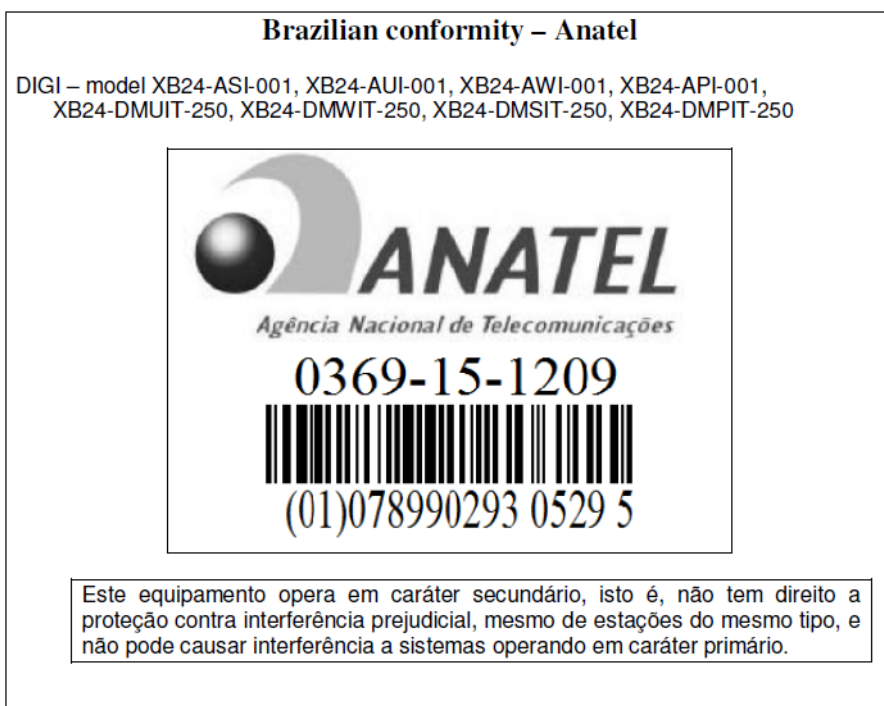 Brazilian conformity – Anatel
DIGI – model XB24-ASI-001, XB24-AUI-001, XB24-AWI-001, XB24-API-001,
XB24-DMUIT-250, XB24-DMWIT-250, XB24-DMSIT-250, XB24-DMPIT-250
ANATEL
Agência Nacional de Telecomunicações
0369-15-1209
(01)078990293 0529 5
Este equipamento opera em caráter secundário, isto é, não tem direito a
proteção contra interferência prejudicial, mesmo de estações do mesmo tipo, e
não pode causar interferência a sistemas operando em caráter primário.